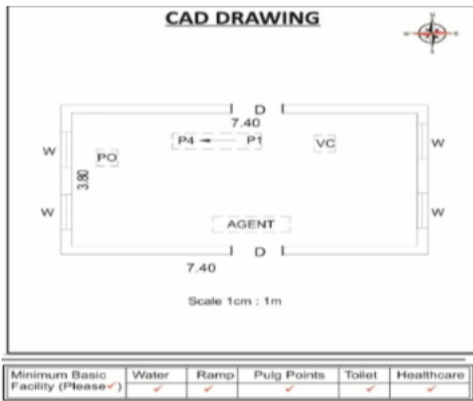 CAD DRAWING
D
7.40
P4 P1
VC
W
W
PO
3.80
W
W
AGENT
D
7.40
Scale 1cm : 1m
Minimum Basic Facility (Please✓) Water Ramp Pulg Points Toilet Healthcare
✓ ✓ ✓ ✓ ✓